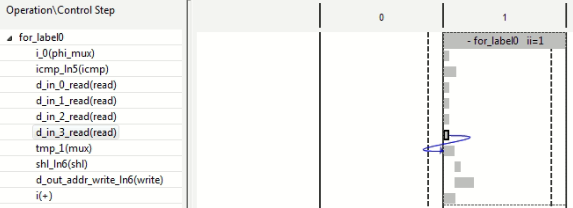 Operation\Control Step
0
1
for_label0
- for_label0 ii=1
i_0(phi_mux)
icmp_ln5(icmp)
d_in_0_read(read)
d_in_1_read(read)
d_in_2_read(read)
d_in_3_read(read)
tmp_1(mux)
shl_ln6(shl)
d_out_addr_write_ln6(write)
i(+)